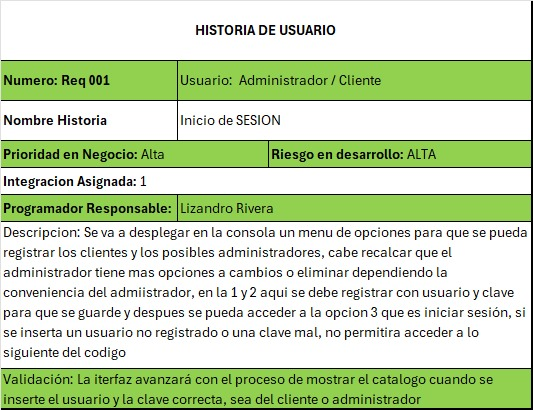 HISTORIA DE USUARIO
Numero: Req 001 Usuario: Administrador / Cliente
Nombre Historia Inicio de SESION
Prioridad en Negocio: Alta Riesgo en desarrollo: ALTA
Integracion Asignada: 1
Programador Responsable: Lizandro Rivera
Descripcion: Se va a desplegar en la consola un menu de opciones para que se pueda
registrar los clientes y los posibles administradores, cabe recalcar que el
administrador tiene mas opciones a cambios o eliminar dependiendo la
conveniencia del admiistrador, en la 1 y 2 aqui se debe registrar con usuario y clave
para que se guarde y despues se pueda acceder a la opcion 3 que es iniciar sesión, si
se inserta un usuario no registrado o una clave mal, no permitira acceder a lo
siguiente del codigo
Validación: La iterfaz avanzará con el proceso de mostrar el catalogo cuando se
inserte el usuario y la clave correcta, sea del cliente o administrador